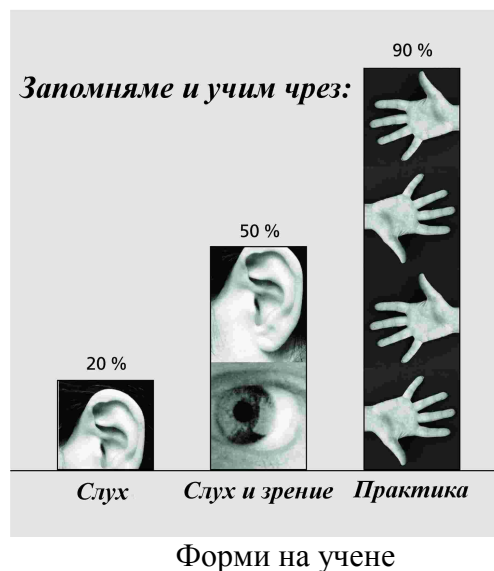 90 %
Запомняме и учим чрез:
50 %
20 %
Слух
Слух и зрение
Практика
Форми на учене